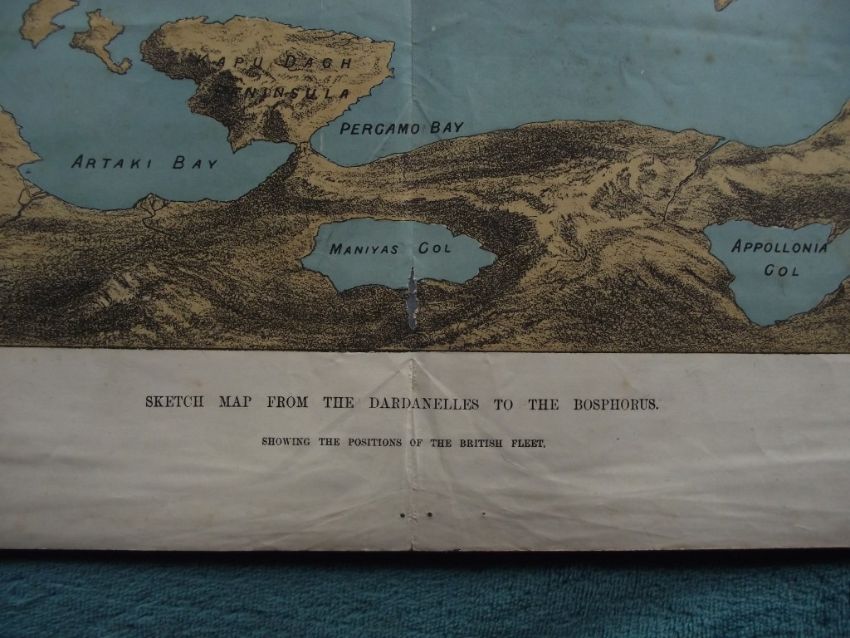 KAPU DAGH
PENINSULA
PERGAMO BAY
ARTAKI BAY
MANIYAS GOL
APPOLLONIA
GOL
SKETCH MAP FROM THE DARDANELLES TO THE BOSPHORUS.
SHOWING THE POSITIONS OF THE BRITISH FLEET.